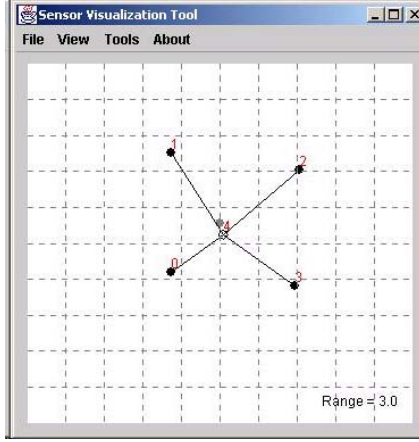 Sensor Visualization Tool
File View Tools About
1
2
4
0
3
Range = 3.0